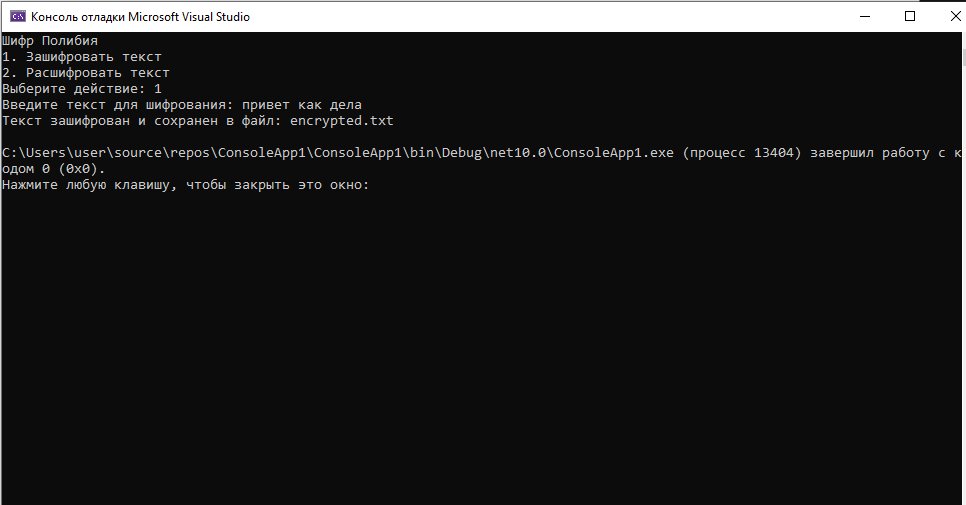 Консоль отладки Microsoft Visual Studio
Шифр Полибия
1. Зашифровать текст
2. Расшифровать текст
Выберите действие: 1
Введите текст для шифрования: привет как дела
Текст зашифрован и сохранен в файл: encrypted.txt
C:\Users\user\source\repos\ConsoleApp1\ConsoleApp1\bin\Debug\net10.0\ConsoleApp1.exe (процесс 13404) завершил работу с к
одом 0 (0x0).
Нажмите любую клавишу, чтобы закрыть это окно: